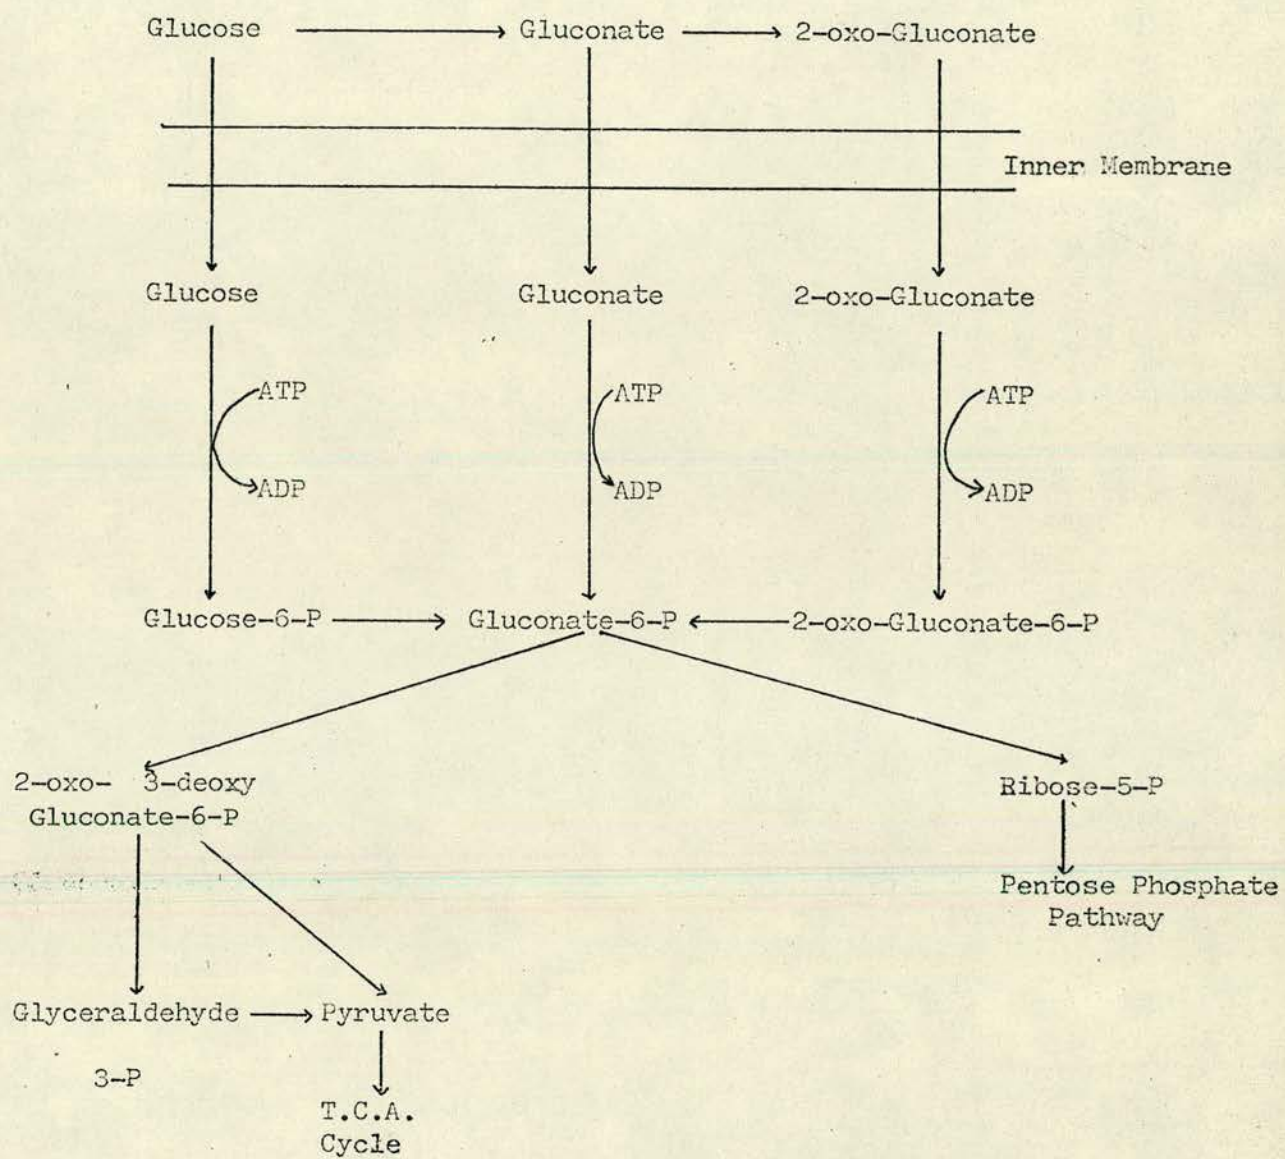 Glucose Gluconate 2-oxo-Gluconate
Inner Membrane
Glucose Gluconate 2-oxo-Gluconate
ATP ATP ATP
ADP ADP ADP
Glucose-6-P Gluconate-6-P 2-oxo-Gluconate-6-P
2-oxo- 3-deoxy Ribose-5-P
Gluconate-6-P
Pentose Phosphate
Pathway
Glyceraldehyde Pyruvate
3-P
T.C.A.
Cycle